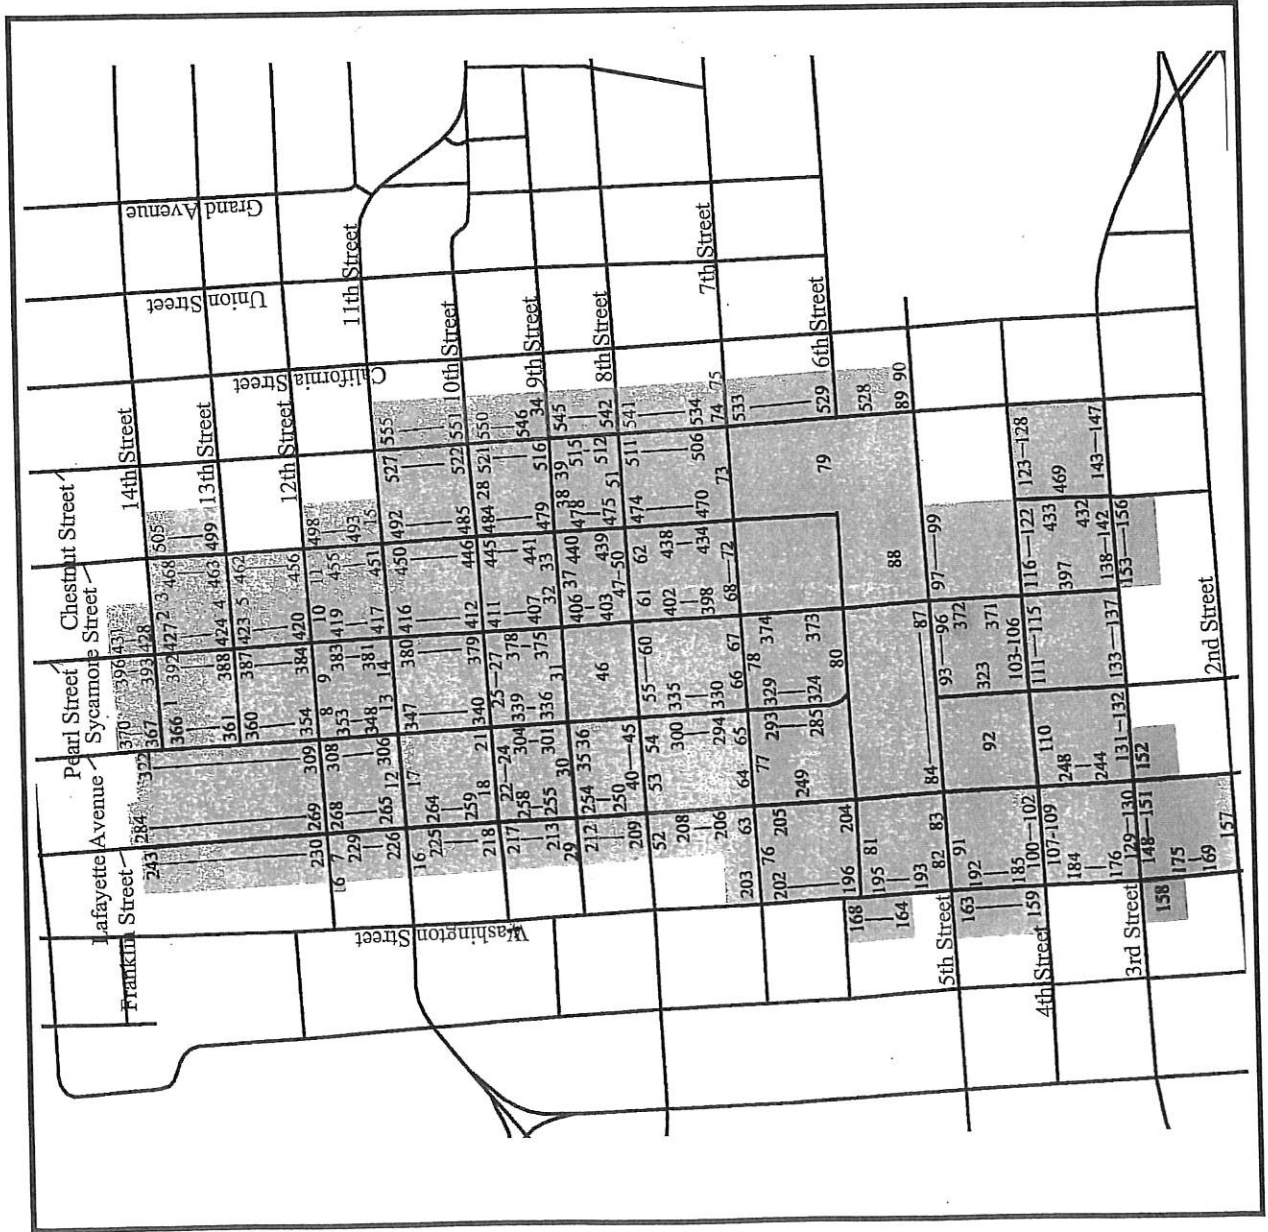 Grand Avenue
Union Street
California Street
11th Street
10th Street
9th Street
8th Street
7th Street
6th Street
14th Street
13th Street
12th Street
Chestnut Street
Sycamore Street
Pearl Street
Lafayette Avenue
Franklin Street
Washington Street
5th Street
4th Street
3rd Street
2nd Street
370 396 431
367 393 428
366 1 392 427 2 3 468 505
361 388 424 4 463 499
360 387 423 5 462
354 384 420 456 498
8 9 10 11
353 383 419 455 493
348 381 417 451 15
13 14
347 380 416 450 492 527 555
340 379 412 446 485 522 551
21 25—27 411 445 484 28 521 550
339 378 441 546
336 375 407 32 33 479 516 34
31 406 37 440 38 39 545
46 403 439 478 515 542
47—50 475 51 512
55—60 61 62 474 511 541
335 402 438
330 398 434 470 506 534
66 67 68—72 73 74 75
78 374 533
329 373 79 529
324 80 528
88 89 90
284 322
243
230 269 309
7 268 308
6 229 265 306
226 12
16 17
225 264
218 259 18
217 22—24 304
258 301
213 255 30
29 254 35 36
212 250 40—45
209 53 54
52 300
208 294
206 65
63 64 77 293
203 76 205 249 285
202 204
196 81
195
168 193 82 83 84—87
164
163 192 91 92 93—96 97—99
185 323 372
159 371
100—102 103-106
107-109 110 111—115 116—122 123—128
184 248 397 433 469
176 244 432
129—130 131—132 133—137 138—142 143—147
148—151 152 153—156
158 175
169 157